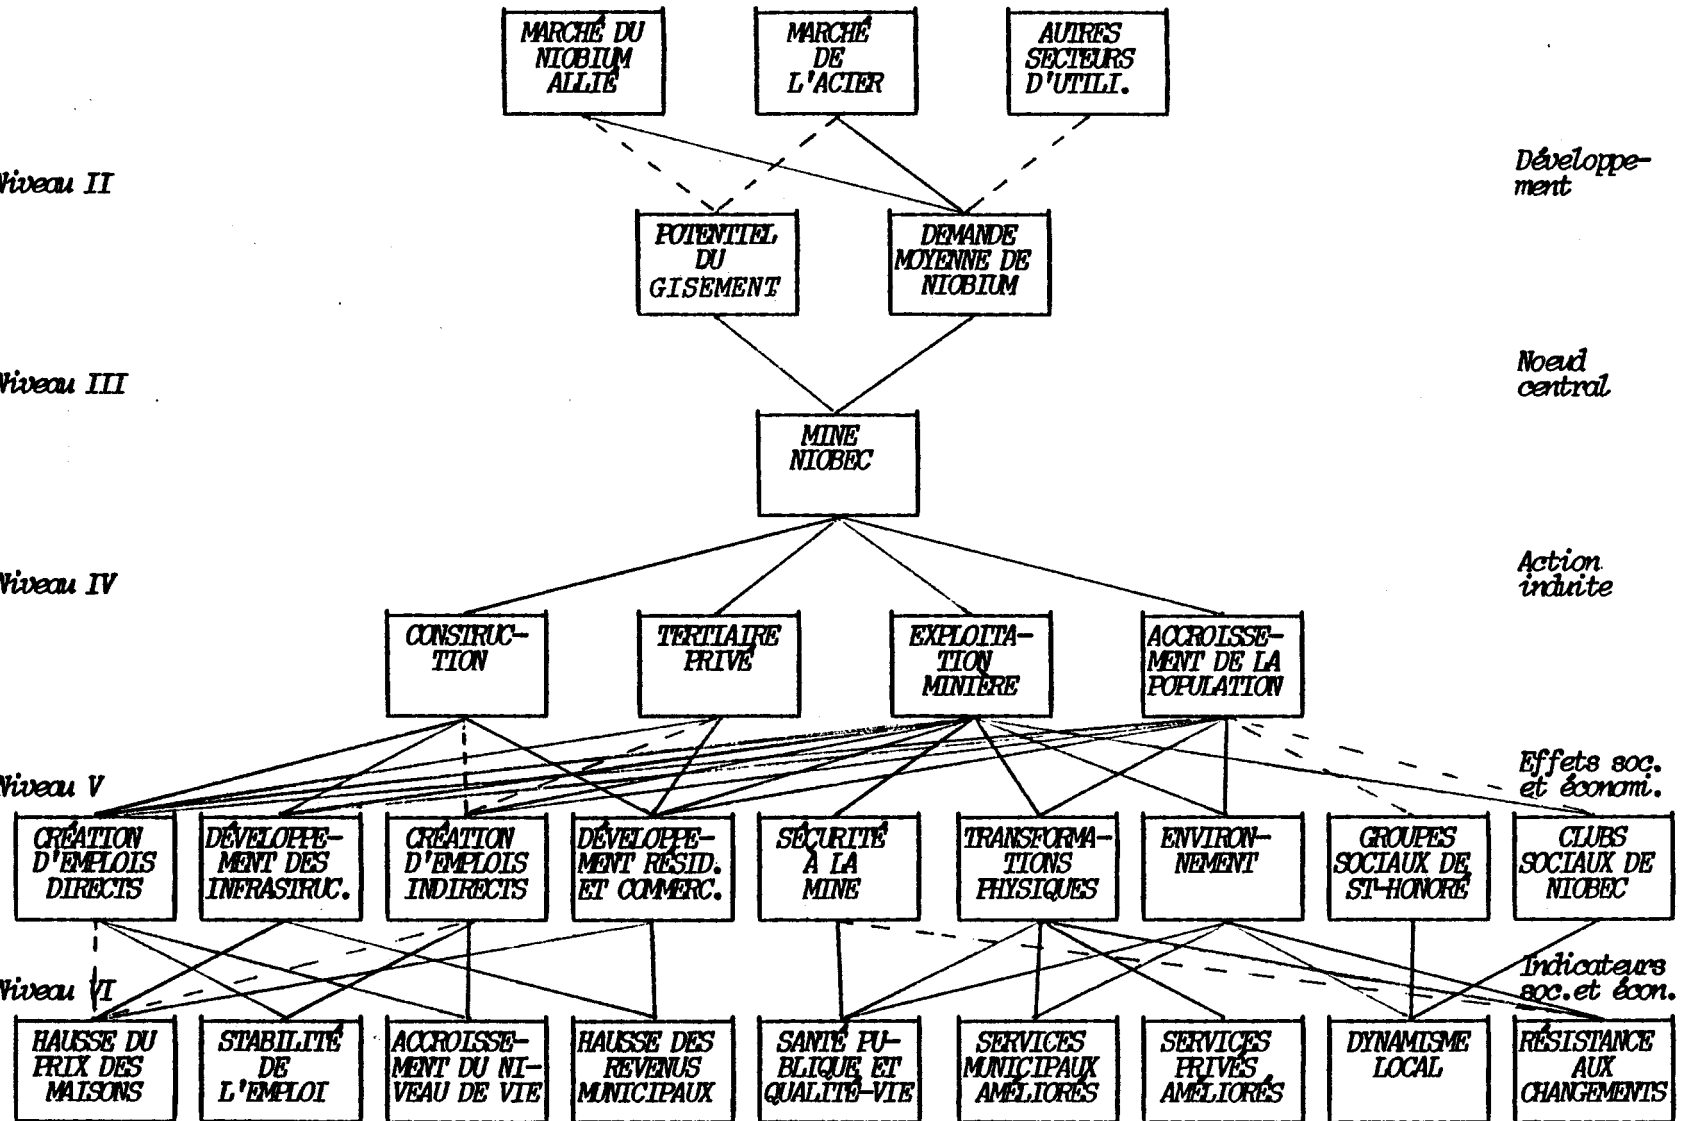 MARCHÉ DU
NIOBIUM
ALLIÉ
MARCHÉ
DE
L'ACIER
AUTRES
SECTEURS
D'UTILI.
Niveau II
Développe-
ment
POTENTIEL
DU
GISEMENT
DEMANDE
MOYENNE DE
NIOBIUM
Niveau III
Noeud
central
MINE
NIOBEC
Niveau IV
Action
induite
CONSTRUC-
TION
TERTIAIRE
PRIVÉ
EXPLOITA-
TION
MINIÈRE
ACCROISSE-
MENT DE LA
POPULATION
Niveau V
Effets soc.
et économi.
CRÉATION
D'EMPLOIS
DIRECTS
DÉVELOPPE-
MENT DES
INFRASTRUC.
CRÉATION
D'EMPLOIS
INDIRECTS
DÉVELOPPE-
MENT RÉSID.
ET COMMERC.
SÉCURITÉ
À LA
MINE
TRANSFORMA-
TIONS
PHYSIQUES
ENVIRON-
NEMENT
GROUPES
SOCIAUX DE
ST-HONORÉ
CLUBS
SOCIAUX DE
NIOBEC
Niveau VI
Indicateurs
soc.et écon.
HAUSSE DU
PRIX DES
MAISONS
STABILITÉ
DE
L'EMPLOI
ACCROISSE-
MENT DU NI-
VEAU DE VIE
HAUSSE DES
REVENUS
MUNICIPAUX
SANTÉ PU-
BLIQUE ET
QUALITÉ-VIE
SERVICES
MUNICIPAUX
AMÉLIORÉS
SERVICES
PRIVÉS
AMÉLIORÉS
DYNAMISME
LOCAL
RÉSISTANCE
AUX
CHANGEMENTS